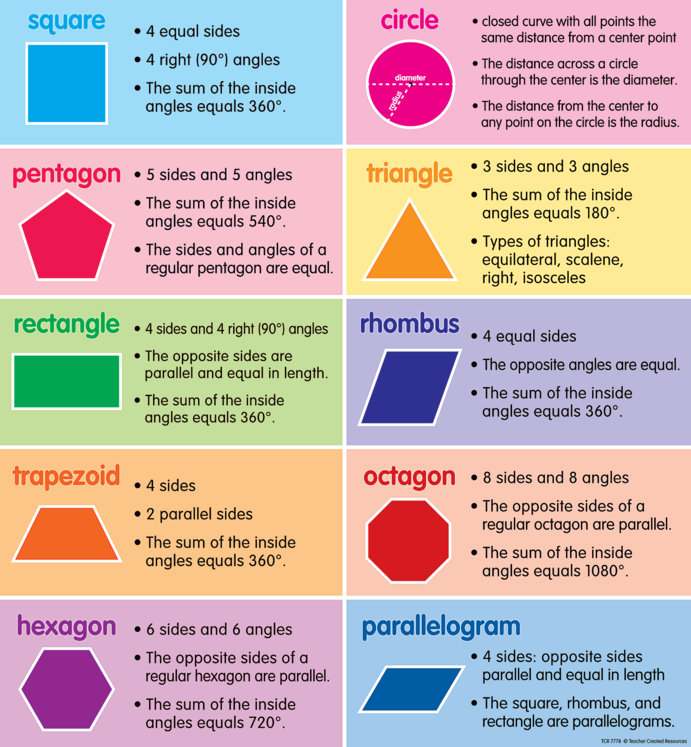 square
• 4 equal sides
• 4 right (90°) angles
• The sum of the inside
angles equals 360°.
circle
diameter
radius
• closed curve with all points the
same distance from a center point
• The distance across a circle
through the center is the diameter.
• The distance from the center to
any point on the circle is the radius.
pentagon
• 5 sides and 5 angles
• The sum of the inside
angles equals 540°.
• The sides and angles of a
regular pentagon are equal.
triangle
• 3 sides and 3 angles
• The sum of the inside
angles equals 180°.
• Types of triangles:
equilateral, scalene,
right, isosceles
rectangle
• 4 sides and 4 right (90°) angles
• The opposite sides are
parallel and equal in length.
• The sum of the inside
angles equals 360°.
rhombus
• 4 equal sides
• The opposite angles are equal.
• The sum of the inside
angles equals 360°.
trapezoid
• 4 sides
• 2 parallel sides
• The sum of the inside
angles equals 360°.
octagon
• 8 sides and 8 angles
• The opposite sides of a
regular octagon are parallel.
• The sum of the inside
angles equals 1080°.
hexagon
• 6 sides and 6 angles
• The opposite sides of a
regular hexagon are parallel.
• The sum of the inside
angles equals 720°.
parallelogram
• 4 sides: opposite sides
parallel and equal in length
• The square, rhombus, and
rectangle are parallelograms.
TCR 7778 © Teacher Created Resources